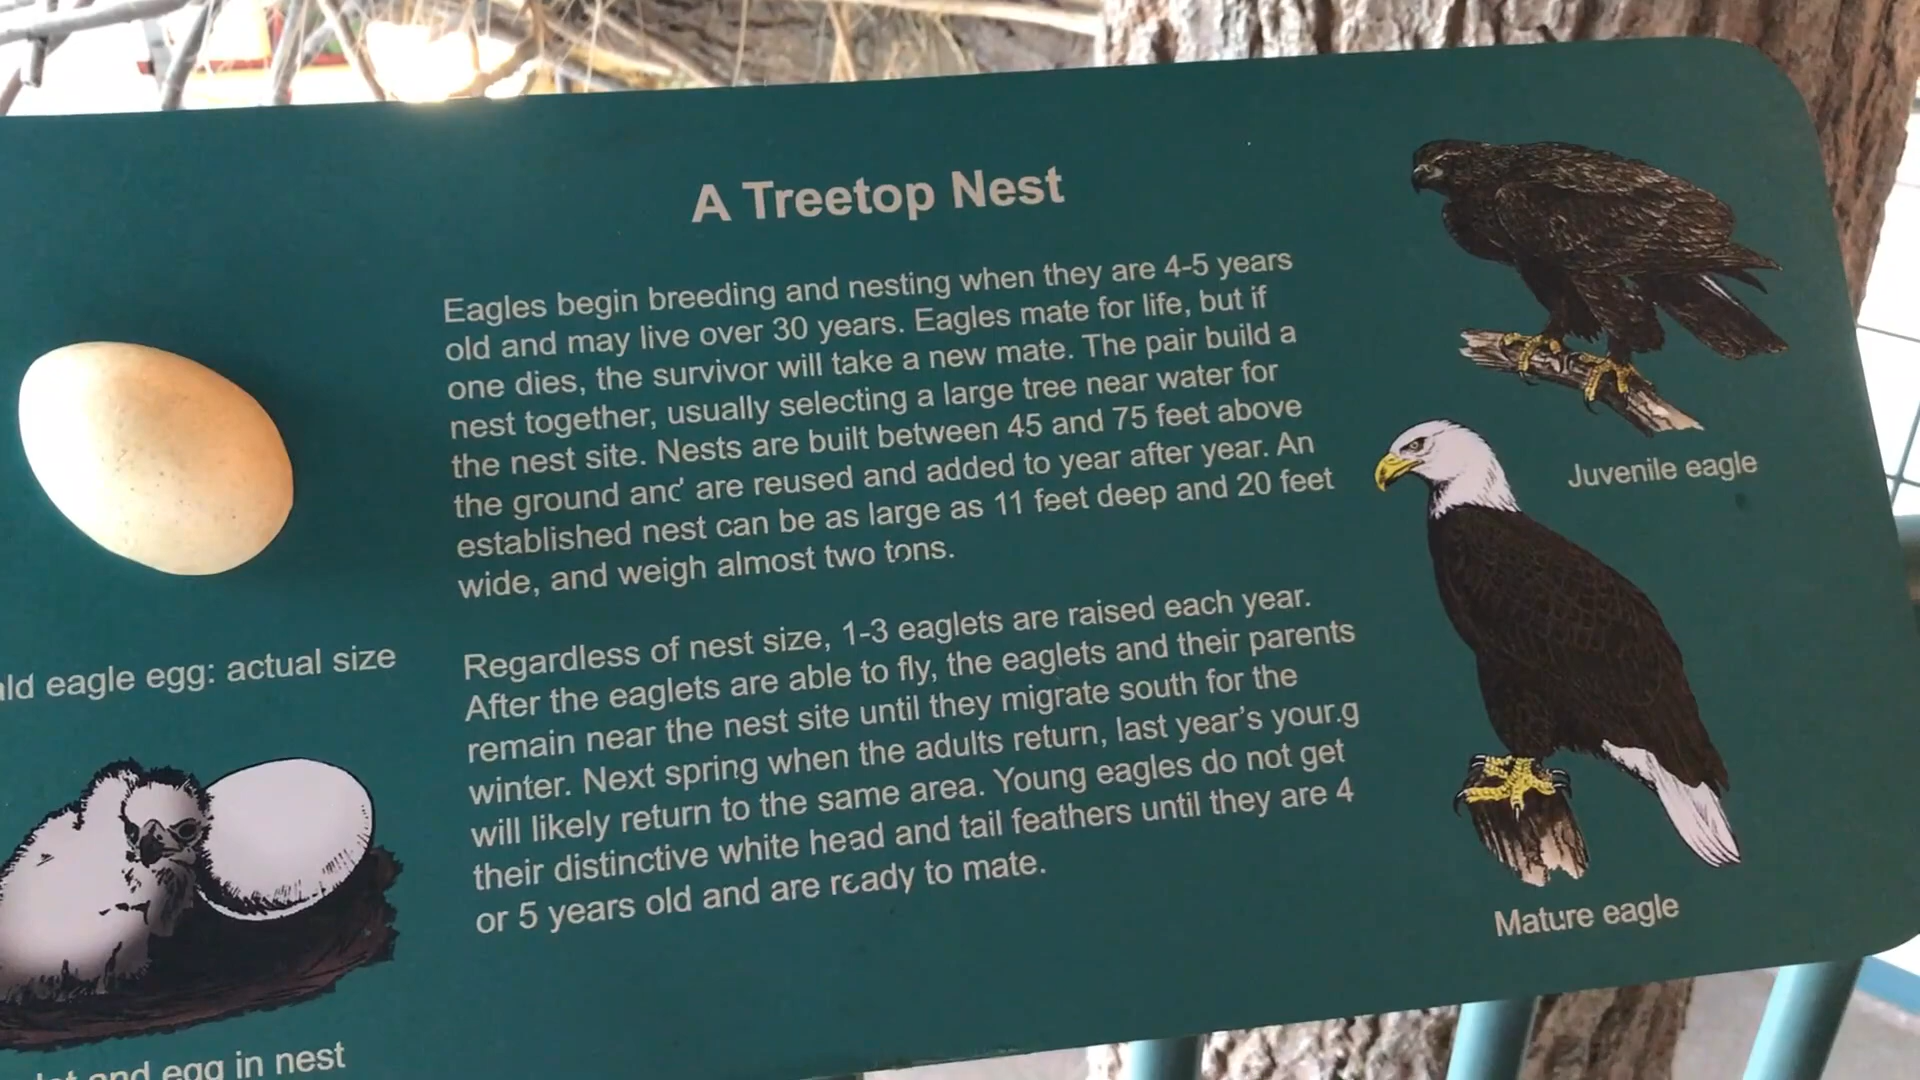 A Treetop Nest
Eagles begin breeding and nesting when they are 4-5 years
old and may live over 30 years. Eagles mate for life, but if
one dies, the survivor will take a new mate. The pair build a
nest together, usually selecting a large tree near water for
the nest site. Nests are built between 45 and 75 feet above
the ground and are reused and added to year after year. An
established nest can be as large as 11 feet deep and 20 feet
wide, and weigh almost two tons.
Regardless of nest size, 1-3 eaglets are raised each year.
After the eaglets are able to fly, the eaglets and their parents
remain near the nest site until they migrate south for the
winter. Next spring when the adults return, last year's young
will likely return to the same area. Young eagles do not get
their distinctive white head and tail feathers until they are 4
or 5 years old and are ready to mate.
eagle egg: actual size
and egg in nest
Juvenile eagle
Mature eagle